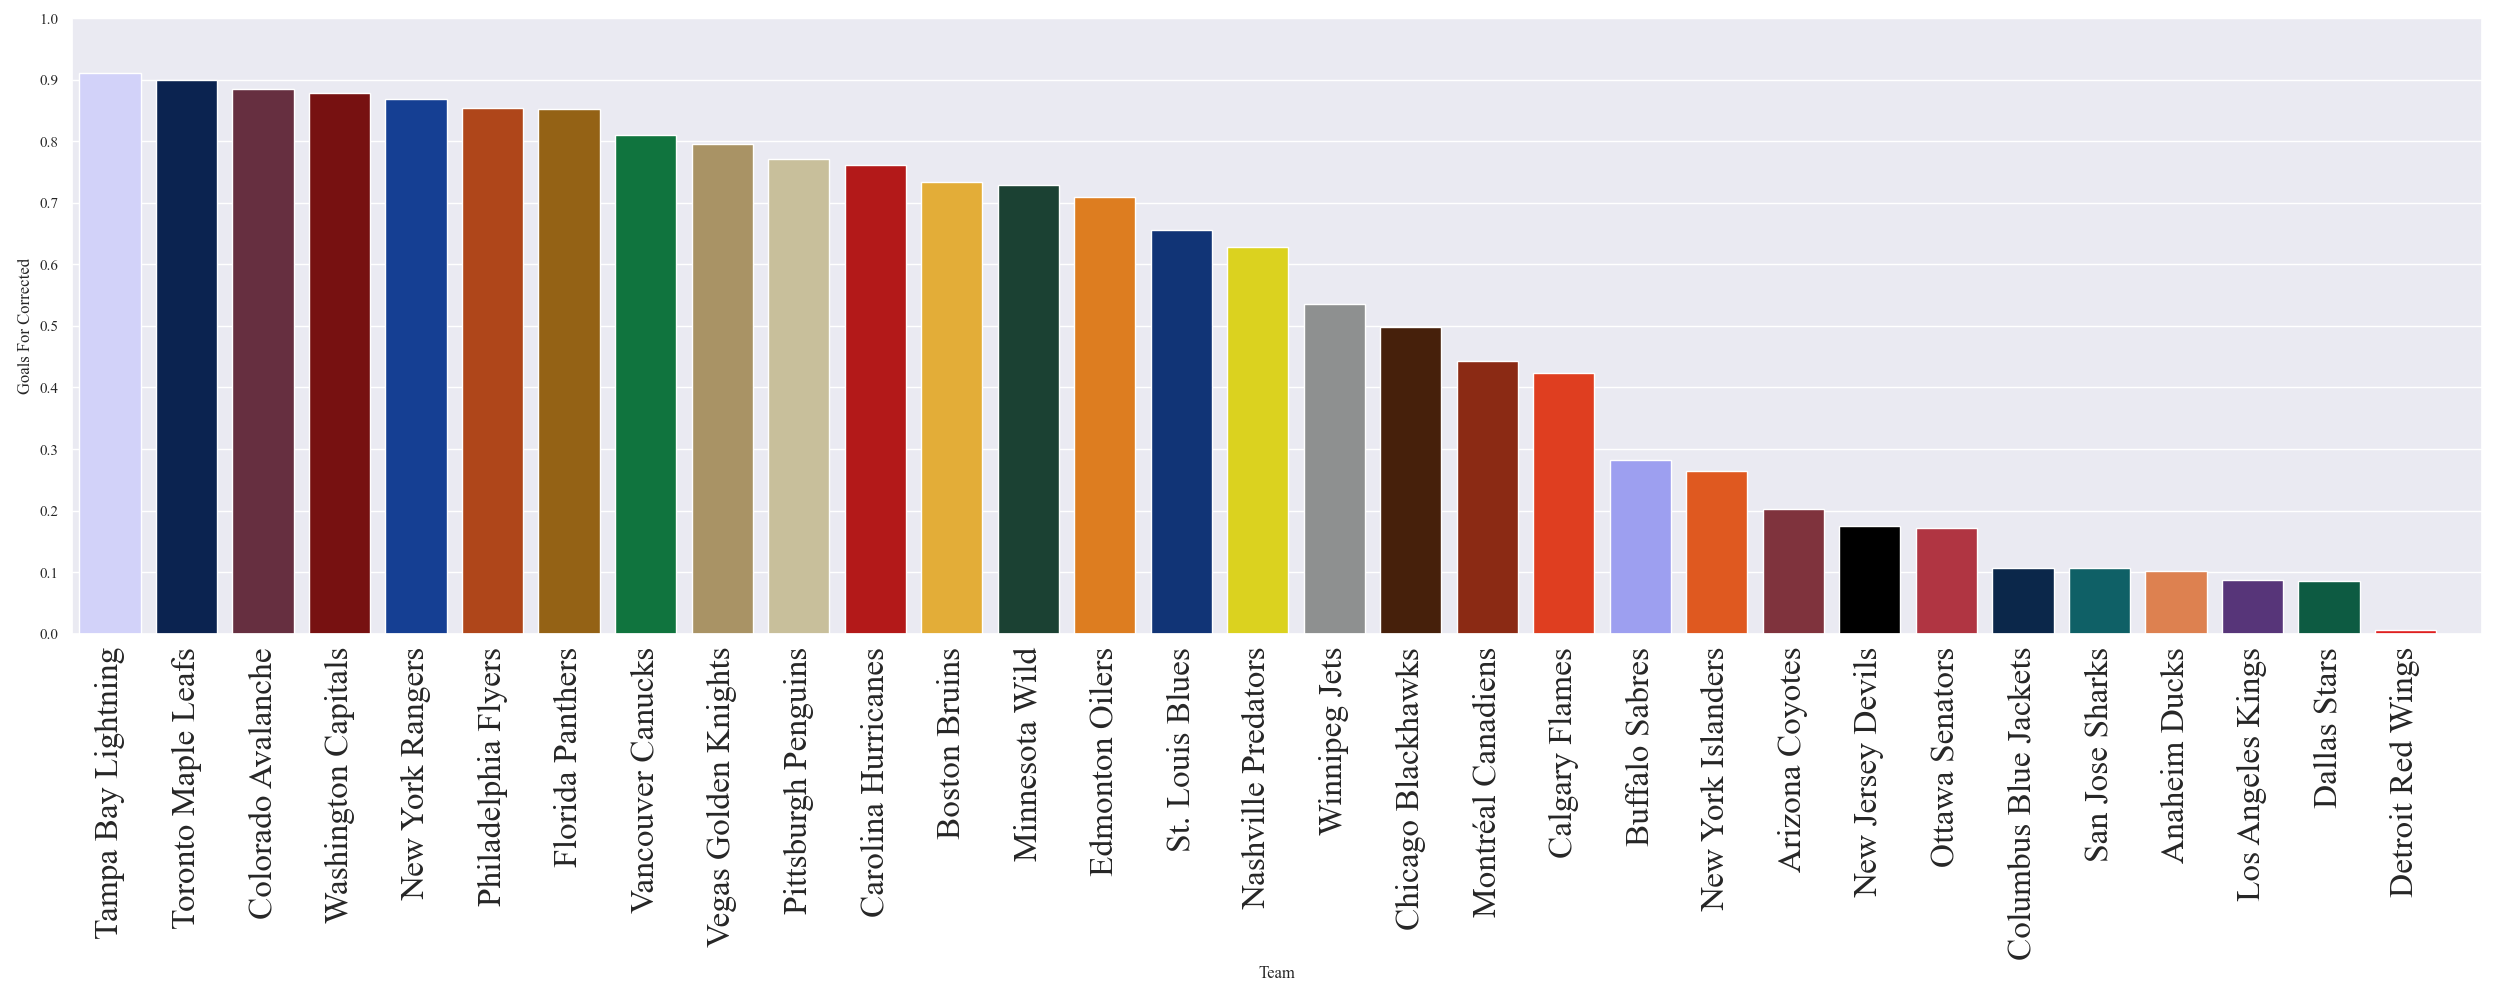 1.0
0.9
0.8
0.7
0.6
0.5
0.4
0.3
0.2
0.1
0.0
Goals For Corrected
Tampa Bay Lightning
Toronto Maple Leafs
Colorado Avalanche
Washington Capitals
New York Rangers
Philadelphia Flyers
Florida Panthers
Vancouver Canucks
Vegas Golden Knights
Pittsburgh Penguins
Carolina Hurricanes
Boston Bruins
Minnesota Wild
Edmonton Oilers
St. Louis Blues
Nashville Predators
Winnipeg Jets
Chicago Blackhawks
Montréal Canadiens
Calgary Flames
Buffalo Sabres
New York Islanders
Arizona Coyotes
New Jersey Devils
Ottawa Senators
Columbus Blue Jackets
San Jose Sharks
Anaheim Ducks
Los Angeles Kings
Dallas Stars
Detroit Red Wings
Team